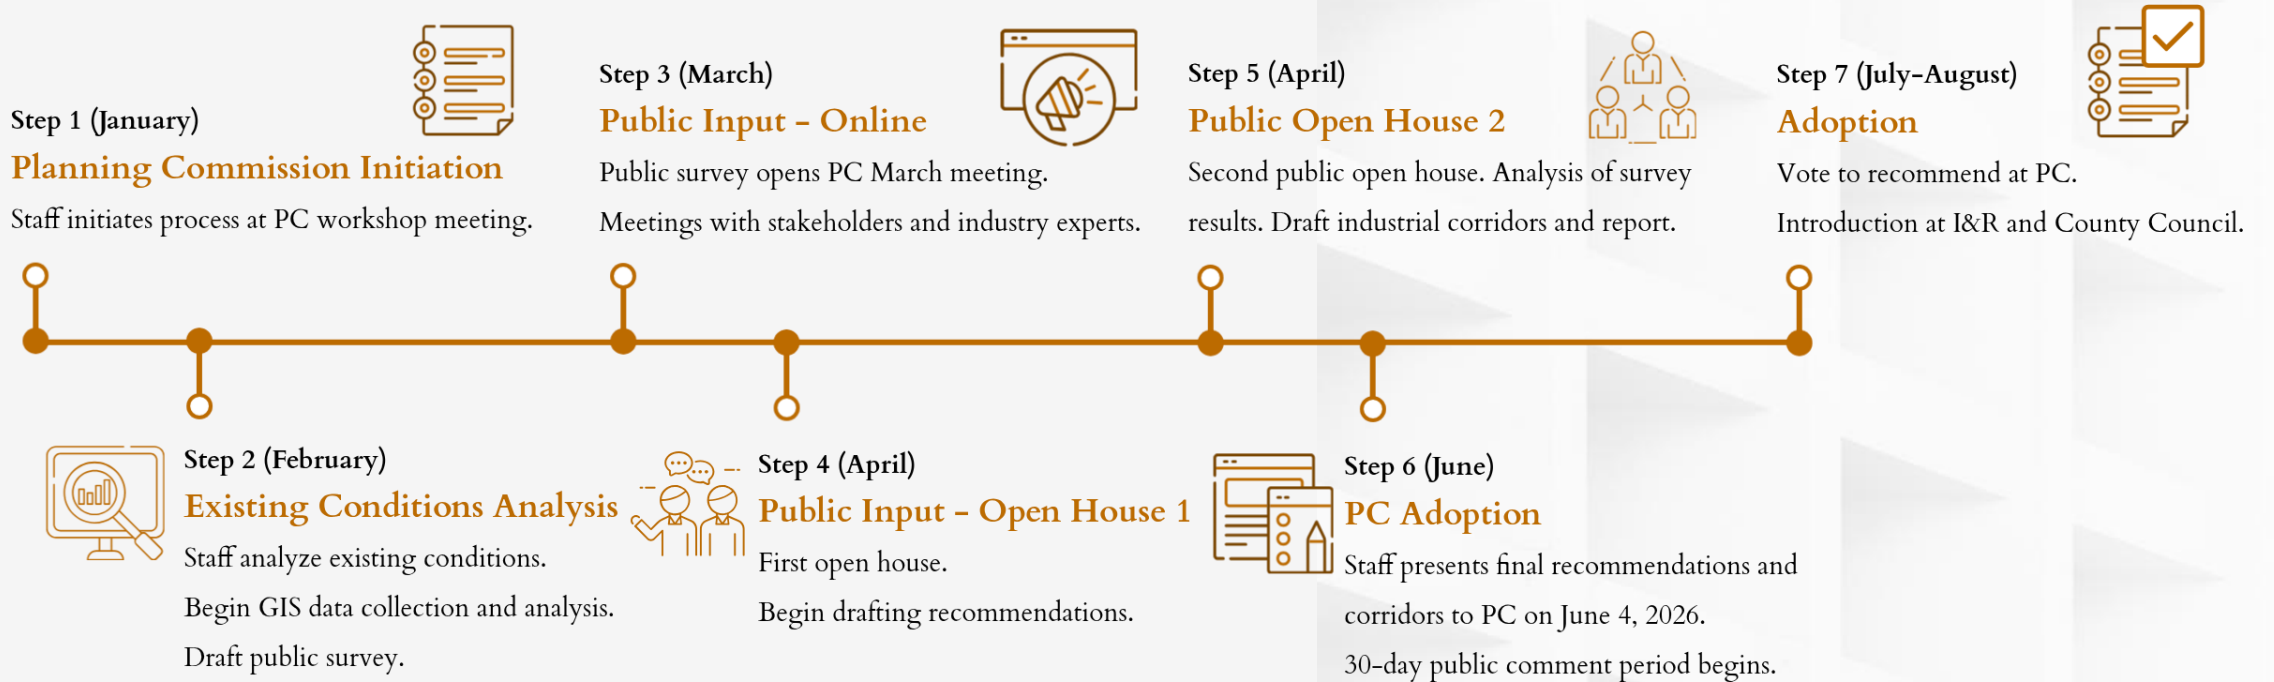 Step 1 (January)
Planning Commission Initiation
Staff initiates process at PC workshop meeting.
Step 2 (February)
Existing Conditions Analysis
Staff analyze existing conditions.
Begin GIS data collection and analysis.
Draft public survey.
Step 3 (March)
Public Input - Online
Public survey opens PC March meeting.
Meetings with stakeholders and industry experts.
Step 4 (April)
Public Input - Open House 1
First open house.
Begin drafting recommendations.
Step 5 (April)
Public Open House 2
Second public open house. Analysis of survey
results. Draft industrial corridors and report.
Step 6 (June)
PC Adoption
Staff presents final recommendations and
corridors to PC on June 4, 2026.
30-day public comment period begins.
Step 7 (July-August)
Adoption
Vote to recommend at PC.
Introduction at I&R and County Council.